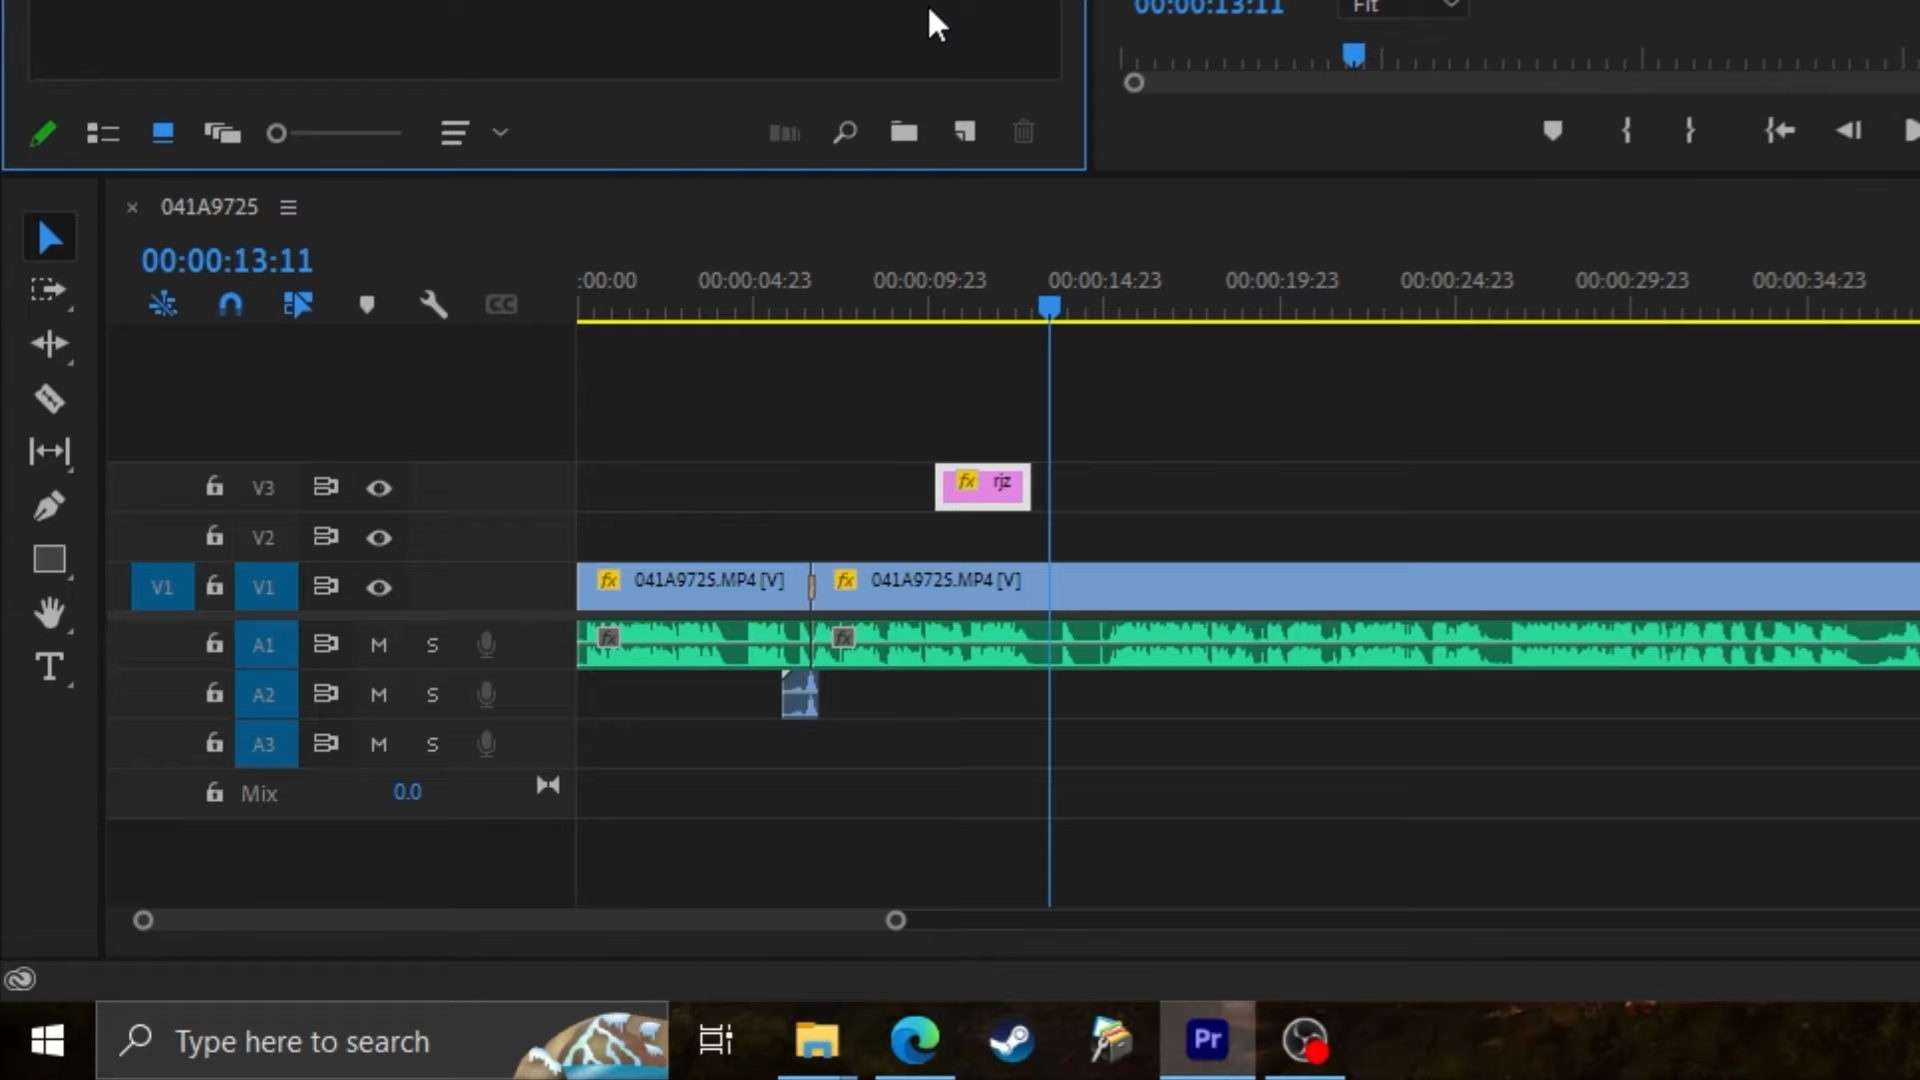 00:00:13:11
Fit
041A9725
00:00:13:11
:00:00
00:00:04:23
00:00:09:23
00:00:14:23
00:00:19:23
00:00:24:23
00:00:29:23
00:00:34:23
CC
V3
fx rjz
V2
V1 V1
fx 041A9725.MP4 [V]
fx 041A9725.MP4 [V]
A1 M S
fx
fx
A2 M S
A3 M S
Mix 0.0
T
Type here to search
Pr